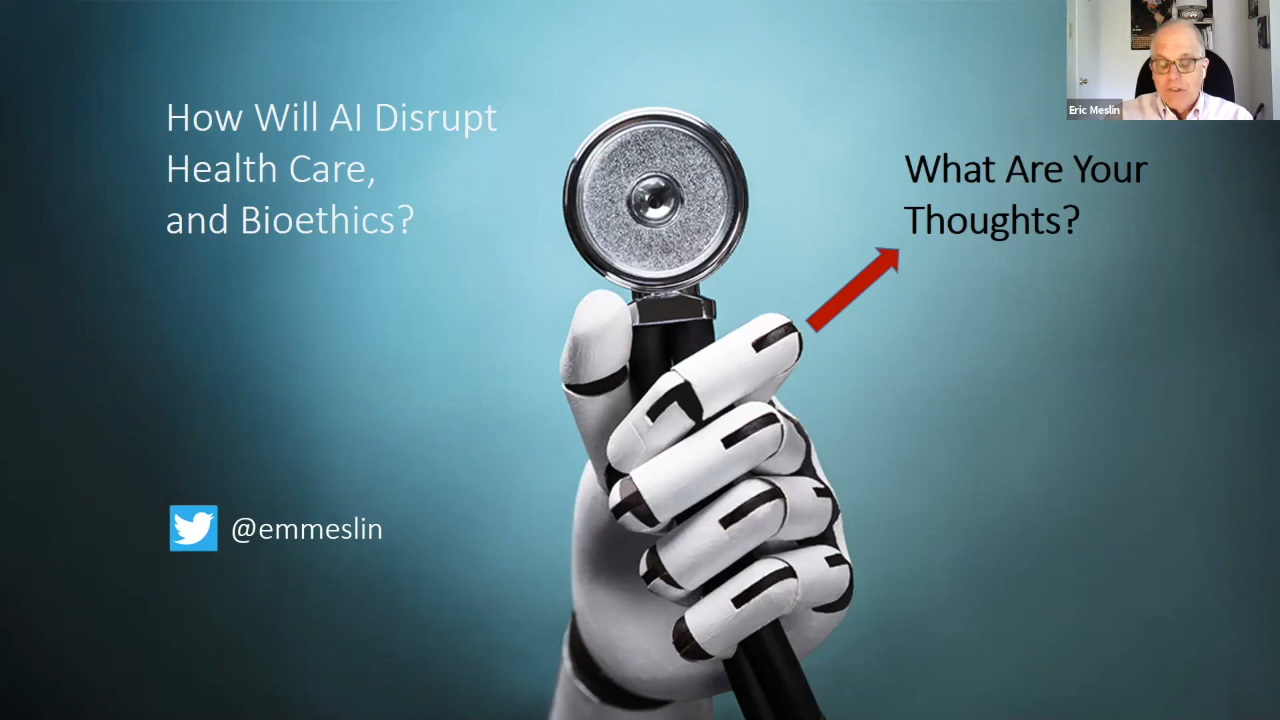 How Will AI Disrupt
Health Care,
and Bioethics?
What Are Your
Thoughts?
@emmeslin
Eric Meslin